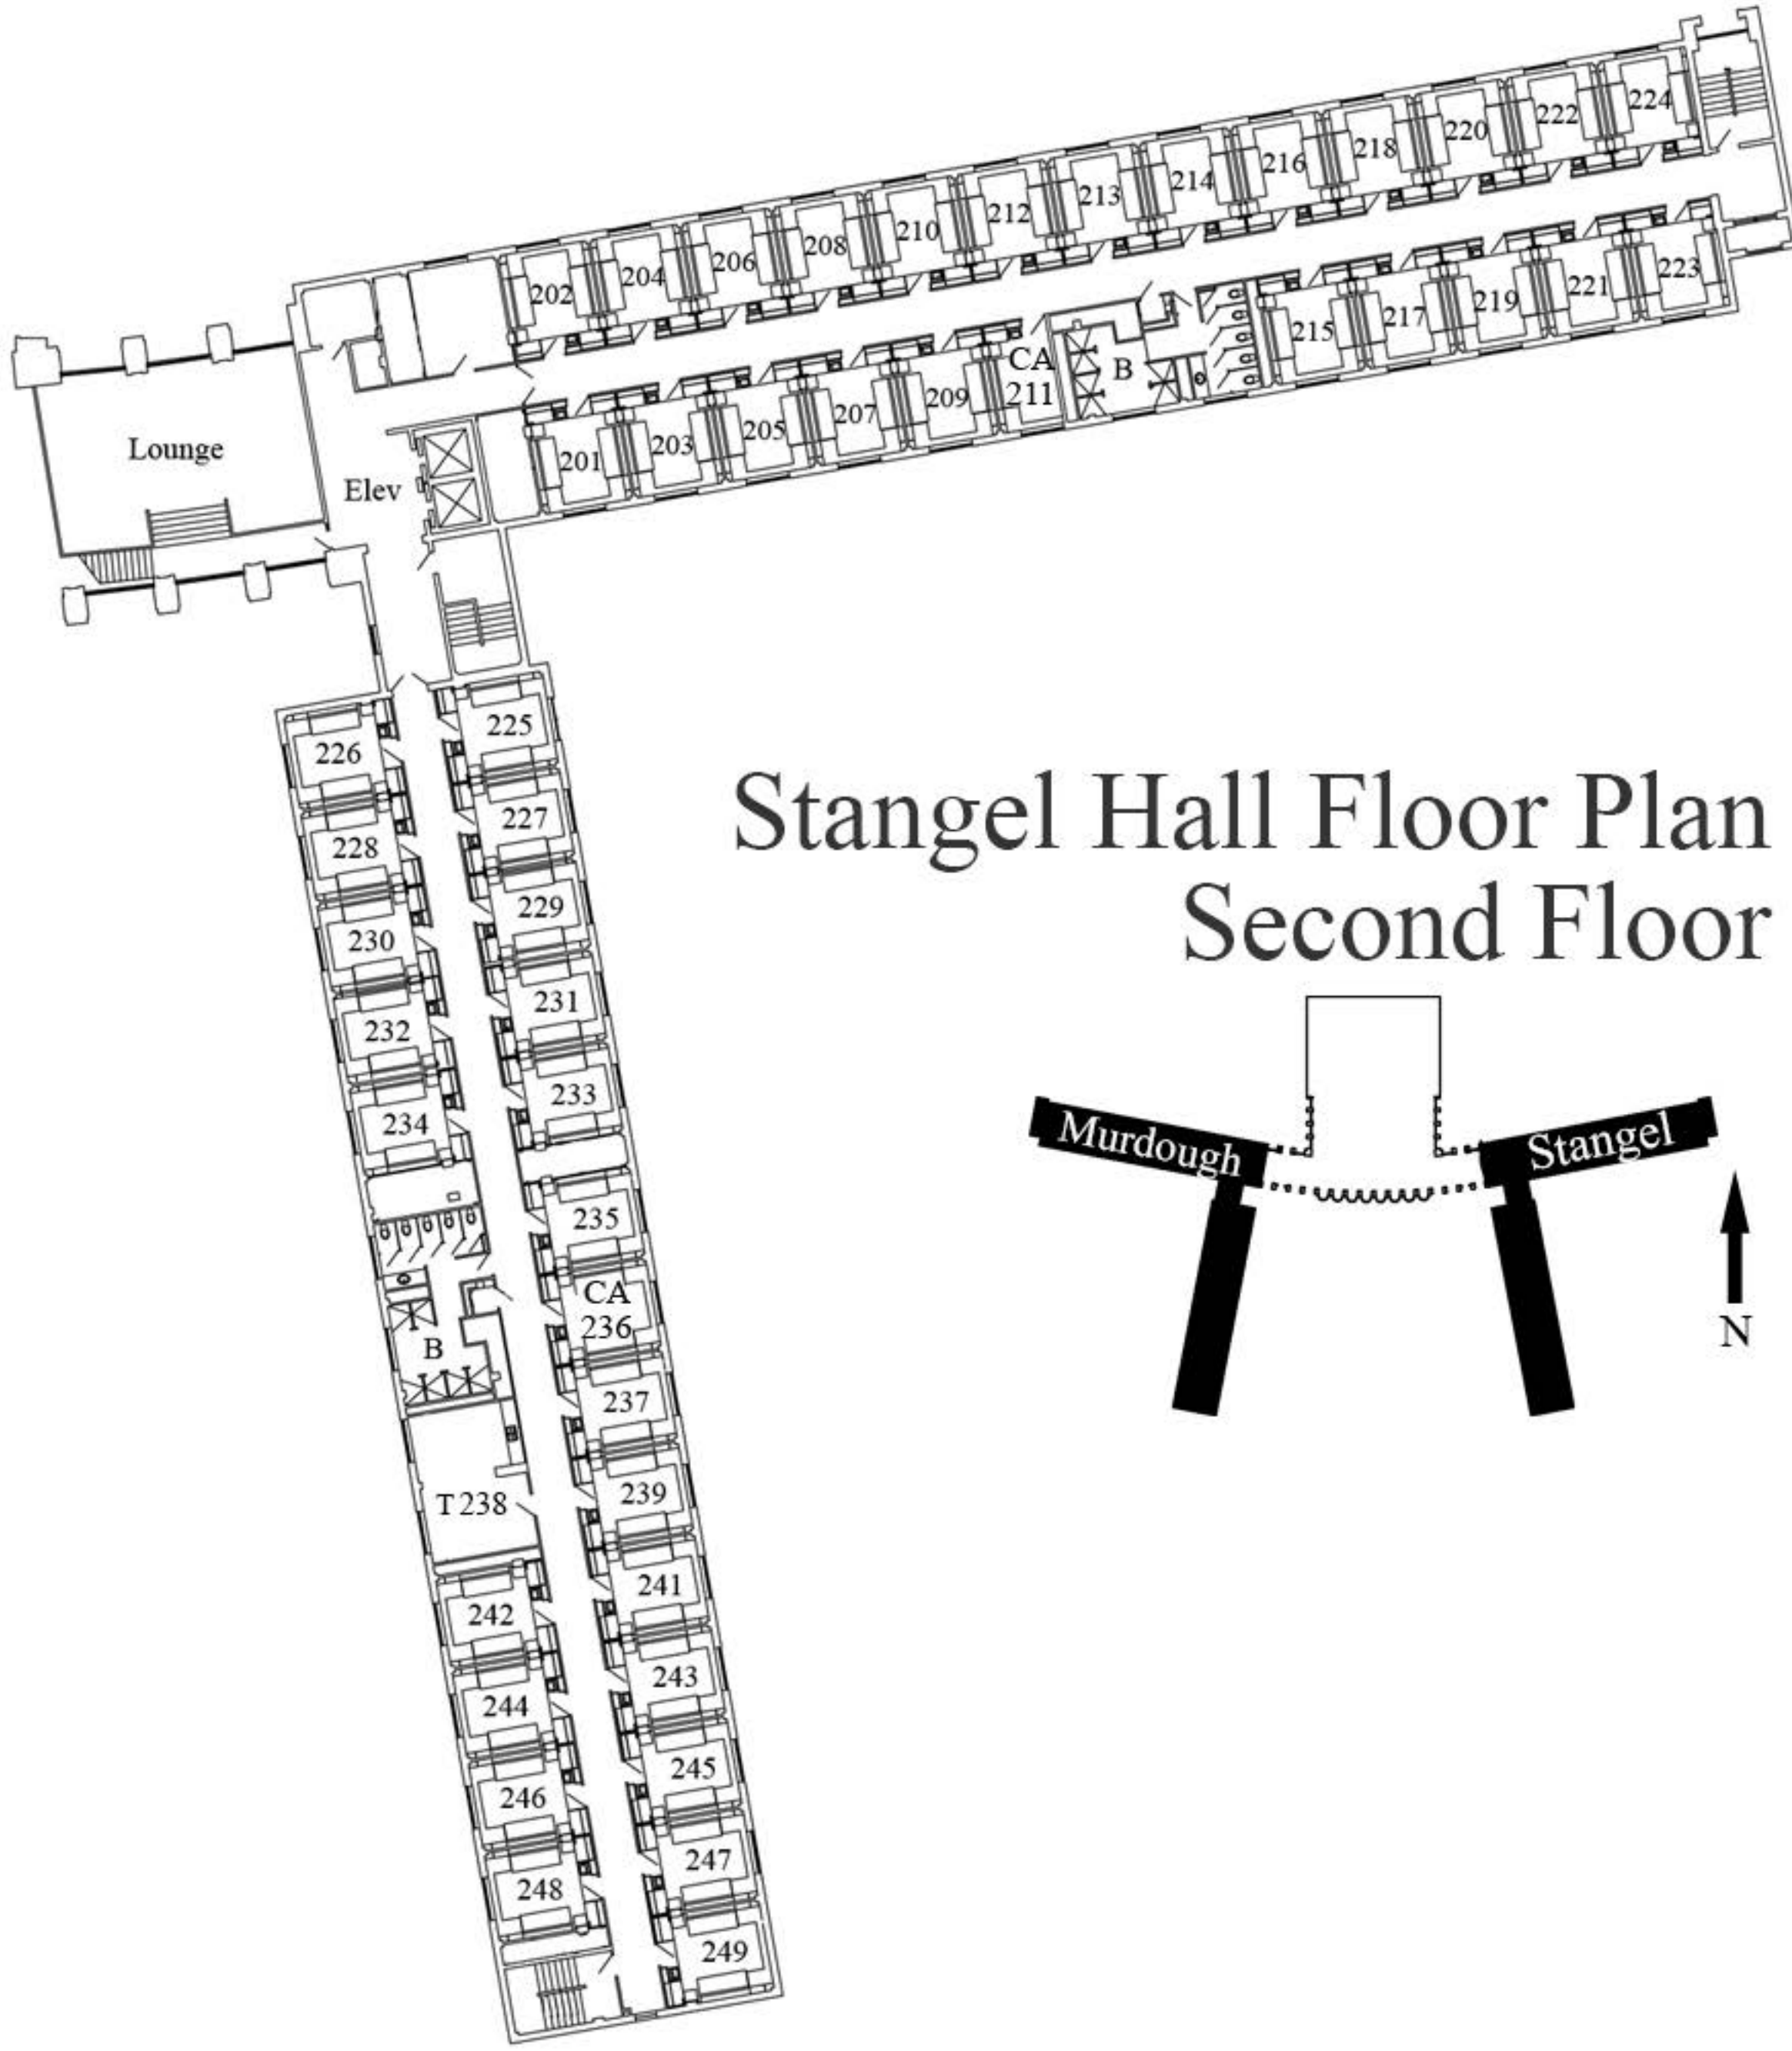 202 204 206 208 210 212 213 214 216 218 220 222 224
201 203 205 207 209 CA B 215 217 219 221 223
211
Lounge
Elev
226 225
228 227
230 229
232 231
234 233
235
CA
236
B
237
T 238
239
242 241
244 243
246 245
248 247
249
Stangel Hall Floor Plan
Second Floor
Murdough Stangel
N